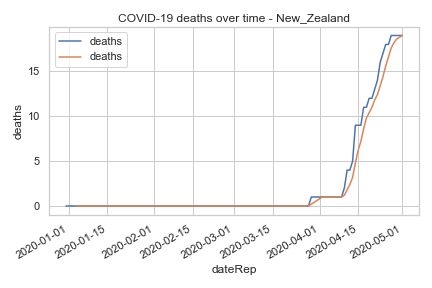 COVID-19 deaths over time - New_Zealand
deaths
deaths
deaths
15
10
5
0
2020-01-01
2020-01-15
2020-02-01
2020-02-15
2020-03-01
2020-03-15
2020-04-01
2020-04-15
2020-05-01
dateRep